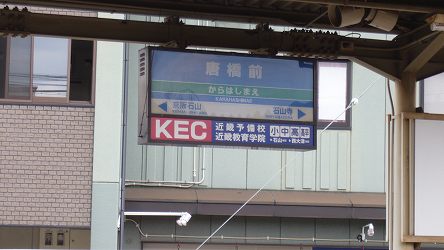 唐橋前
からはしまえ
KARAHASHIMAE
京阪石山
石山寺
KEC
近畿予備校
近畿教育学院
小中高